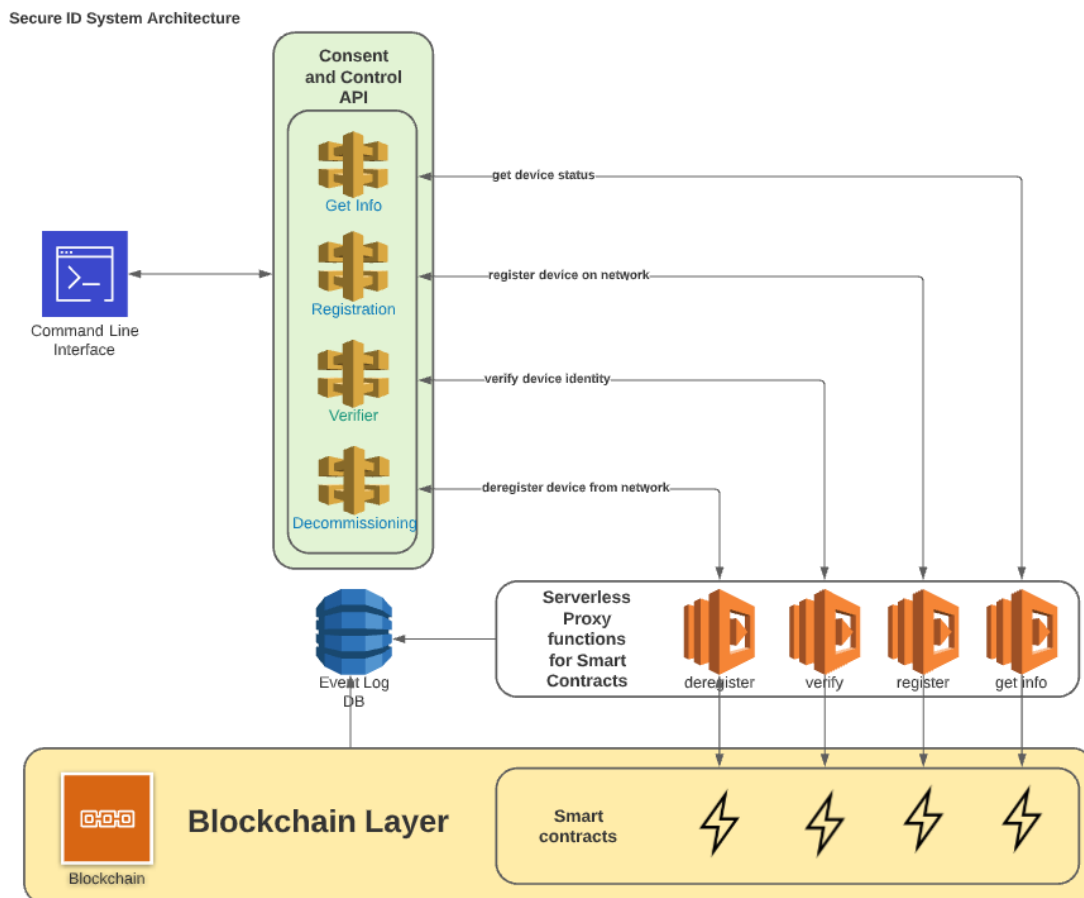 Secure ID System Architecture
Consent
and Control
API
Get Info
get device status
Registration
register device on network
Command Line
Interface
Verifier
verify device identity
Decommissioning
deregister device from network
Serverless
Proxy
functions
for Smart
Contracts
deregister
verify
register
get info
Event Log
DB
Blockchain
Blockchain Layer
Smart
contracts